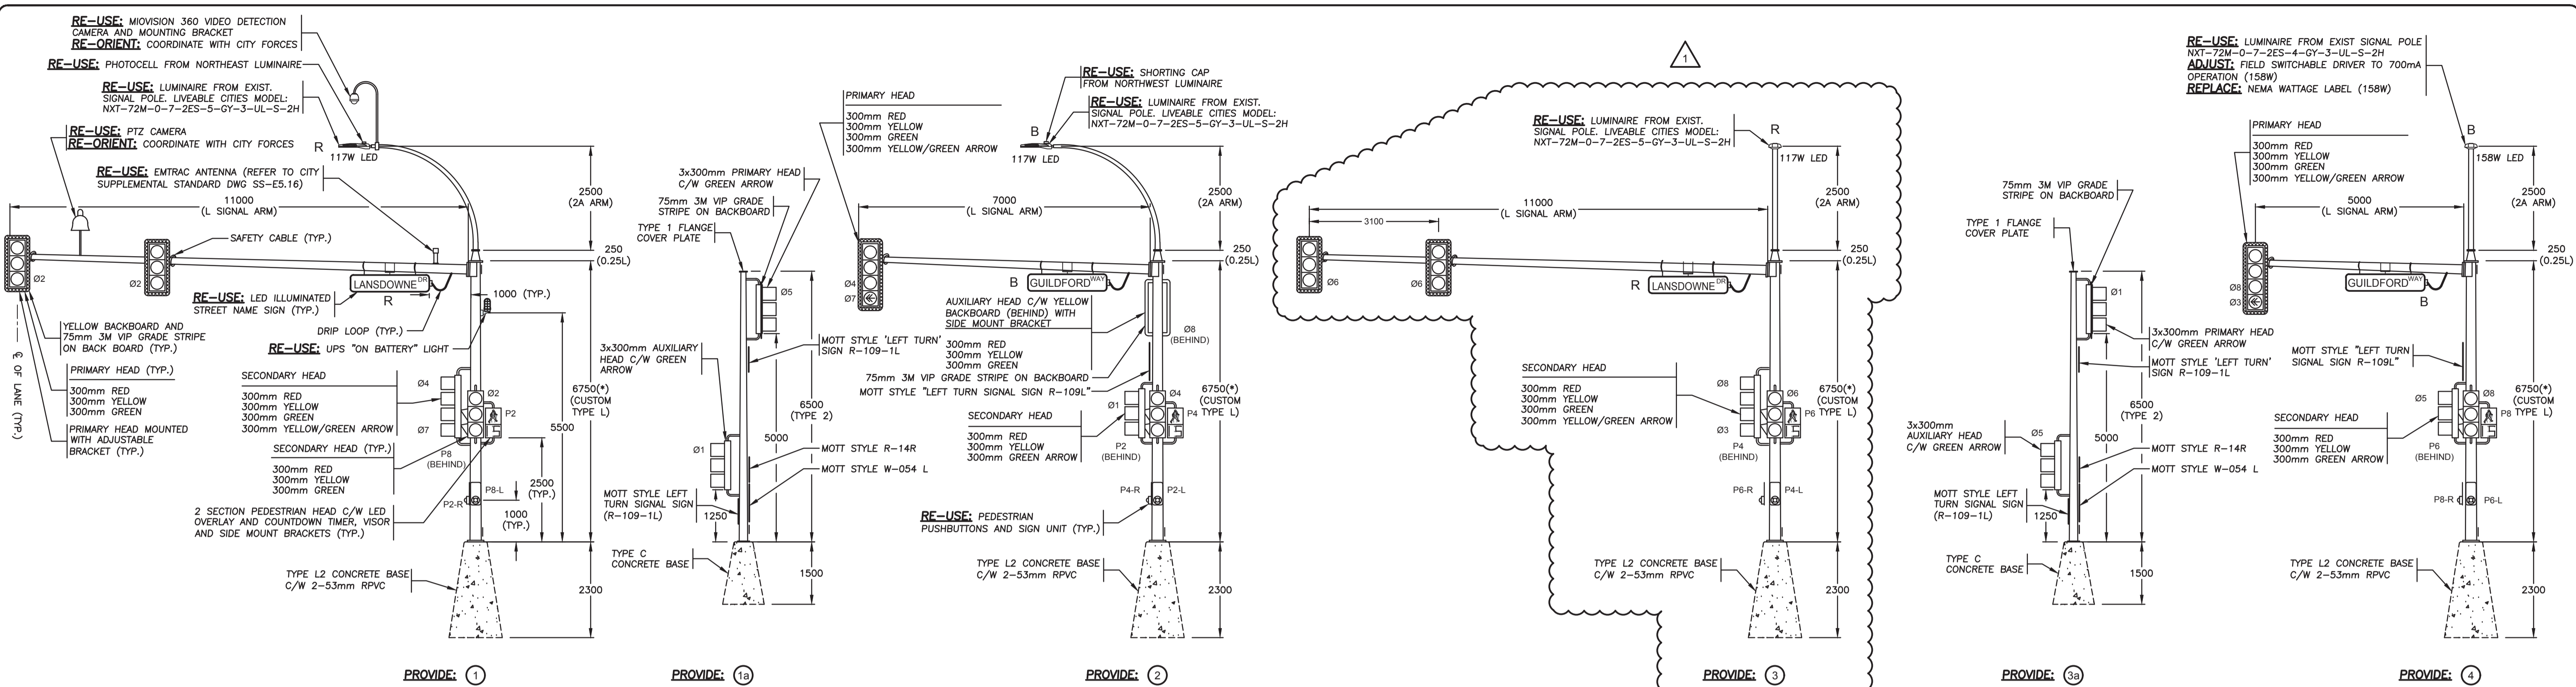 RE-USE: MIOVISION 360 VIDEO DETECTION
CAMERA AND MOUNTING BRACKET
RE-ORIENT: COORDINATE WITH CITY FORCES
RE-USE: PHOTOCELL FROM NORTHEAST LUMINAIRE
RE-USE: LUMINAIRE FROM EXIST.
SIGNAL POLE. LIVEABLE CITIES MODEL:
NXT-72M-0-7-2ES-5-GY-3-UL-S-2H
RE-USE: PTZ CAMERA
RE-ORIENT: COORDINATE WITH CITY FORCES
R
117W LED
RE-USE: EMTRAC ANTENNA (REFER TO CITY
SUPPLEMENTAL STANDARD DWG SS-E5.16)
11000
(L SIGNAL ARM)
2500
(2A ARM)
250
(0.25L)
SAFETY CABLE (TYP.)
Ø2
Ø2
LANSDOWNE DR
R
1000 (TYP.)
RE-USE: LED ILLUMINATED
STREET NAME SIGN (TYP.)
DRIP LOOP (TYP.)
YELLOW BACKBOARD AND
75mm 3M VIP GRADE STRIPE
ON BACK BOARD (TYP.)
RE-USE: UPS "ON BATTERY" LIGHT
℄ OF LANE (TYP.)
PRIMARY HEAD (TYP.)
300mm RED
300mm YELLOW
300mm GREEN
PRIMARY HEAD MOUNTED
WITH ADJUSTABLE
BRACKET (TYP.)
SECONDARY HEAD
300mm RED
300mm YELLOW
300mm GREEN
300mm YELLOW/GREEN ARROW
Ø4
Ø7
Ø2
P2
SECONDARY HEAD (TYP.)
300mm RED
300mm YELLOW
300mm GREEN
P8
(BEHIND)
P8-L
P2-R
2 SECTION PEDESTRIAN HEAD C/W LED
OVERLAY AND COUNTDOWN TIMER, VISOR
AND SIDE MOUNT BRACKETS (TYP.)
2500
(TYP.)
1000
(TYP.)
5500
6750(*)
(CUSTOM
TYPE L)
TYPE L2 CONCRETE BASE
C/W 2-53mm RPVC
2300
PROVIDE: 1
3x300mm PRIMARY HEAD
C/W GREEN ARROW
75mm 3M VIP GRADE
STRIPE ON BACKBOARD
TYPE 1 FLANGE
COVER PLATE
Ø5
MOTT STYLE 'LEFT TURN'
SIGN R-109-1L
3x300mm AUXILIARY
HEAD C/W GREEN
ARROW
Ø1
6500
(TYPE 2)
5000
MOTT STYLE R-14R
MOTT STYLE W-054 L
MOTT STYLE LEFT
TURN SIGNAL SIGN
(R-109-1L)
1250
TYPE C
CONCRETE BASE
1500
PROVIDE: 1a
RE-USE: SHORTING CAP
FROM NORTHWEST LUMINAIRE
RE-USE: LUMINAIRE FROM EXIST.
SIGNAL POLE. LIVEABLE CITIES MODEL:
NXT-72M-0-7-2ES-5-GY-3-UL-S-2H
PRIMARY HEAD
300mm RED
300mm YELLOW
300mm GREEN
300mm YELLOW/GREEN ARROW
B
117W LED
7000
(L SIGNAL ARM)
2500
(2A ARM)
250
(0.25L)
Ø4
Ø7
B
GUILDFORD WAY
AUXILIARY HEAD C/W YELLOW
BACKBOARD (BEHIND) WITH
SIDE MOUNT BRACKET
300mm RED
300mm YELLOW
300mm GREEN
Ø8
(BEHIND)
75mm 3M VIP GRADE STRIPE ON BACKBOARD
MOTT STYLE "LEFT TURN SIGNAL SIGN R-109L"
SECONDARY HEAD
300mm RED
300mm YELLOW
300mm GREEN ARROW
Ø1
Ø4
P4
P2
(BEHIND)
P4-R
P2-L
6750(*)
(CUSTOM
TYPE L)
RE-USE: PEDESTRIAN
PUSHBUTTONS AND SIGN UNIT (TYP.)
TYPE L2 CONCRETE BASE
C/W 2-53mm RPVC
2300
PROVIDE: 2
1
RE-USE: LUMINAIRE FROM EXIST.
SIGNAL POLE. LIVEABLE CITIES MODEL:
NXT-72M-0-7-2ES-5-GY-3-UL-S-2H
R
117W LED
11000
(L SIGNAL ARM)
3100
2500
(2A ARM)
250
(0.25L)
Ø6
Ø6
R
LANSDOWNE DR
SECONDARY HEAD
300mm RED
300mm YELLOW
300mm GREEN
300mm YELLOW/GREEN ARROW
Ø8
Ø3
Ø6
P6
P4
(BEHIND)
P6-R
P4-L
6750(*)
(CUSTOM
TYPE L)
TYPE L2 CONCRETE BASE
C/W 2-53mm RPVC
2300
PROVIDE: 3
75mm 3M VIP GRADE
STRIPE ON BACKBOARD
TYPE 1 FLANGE
COVER PLATE
Ø1
3x300mm PRIMARY HEAD
C/W GREEN ARROW
MOTT STYLE 'LEFT TURN'
SIGN R-109-1L
6500
(TYPE 2)
5000
3x300mm
AUXILIARY HEAD
C/W GREEN ARROW
Ø5
MOTT STYLE R-14R
MOTT STYLE W-054 L
MOTT STYLE LEFT
TURN SIGNAL SIGN
(R-109-1L)
1250
TYPE C
CONCRETE BASE
1500
PROVIDE: 3a
RE-USE: LUMINAIRE FROM EXIST SIGNAL POLE
NXT-72M-0-7-2ES-4-GY-3-UL-S-2H
ADJUST: FIELD SWITCHABLE DRIVER TO 700mA
OPERATION (158W)
REPLACE: NEMA WATTAGE LABEL (158W)
PRIMARY HEAD
300mm RED
300mm YELLOW
300mm GREEN
300mm YELLOW/GREEN ARROW
B
158W LED
5000
(L SIGNAL ARM)
2500
(2A ARM)
250
(0.25L)
Ø8
Ø3
GUILDFORD WAY
B
MOTT STYLE "LEFT TURN
SIGNAL SIGN R-109L"
SECONDARY HEAD
300mm RED
300mm YELLOW
300mm GREEN ARROW
Ø5
Ø8
P8
P6
(BEHIND)
P8-R
P6-L
6750(*)
(CUSTOM
TYPE L)
TYPE L2 CONCRETE BASE
C/W 2-53mm RPVC
2300
PROVIDE: 4